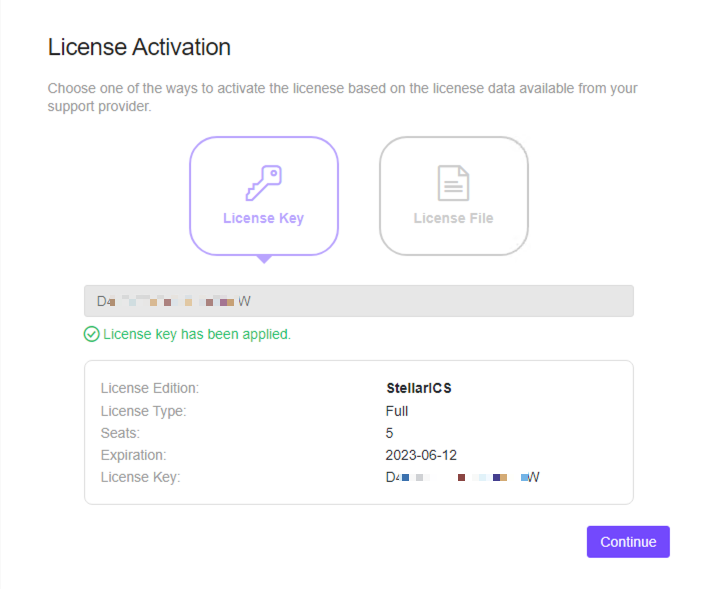 License Activation
Choose one of the ways to activate the licenese based on the licenese data available from your
support provider.
License Key
License File
License key has been applied.
License Edition: StellarICS
License Type: Full
Seats: 5
Expiration: 2023-06-12
License Key:
Continue